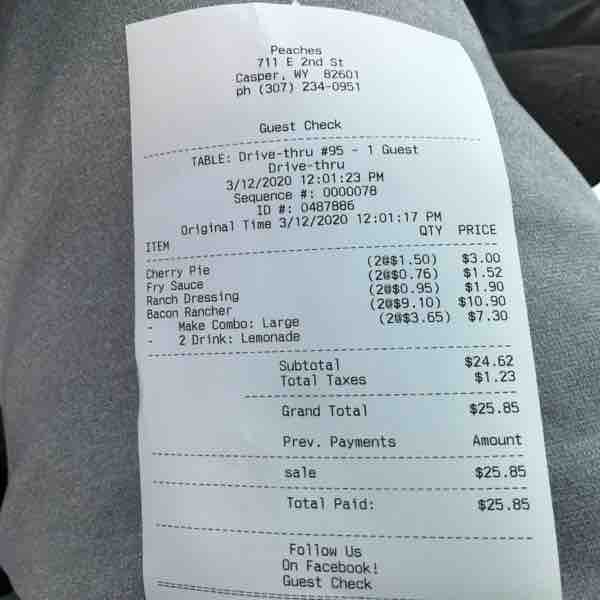 Peaches
711 E 2nd St
Casper, WY 82601
ph (307) 234-0951
Guest Check
TABLE: Drive-thru #95 - 1 Guest
Drive-thru
3/12/2020 12:01:23 PM
Sequence #: 0000078
ID #: 0487886
Original Time 3/12/2020 12:01:17 PM
ITEM QTY PRICE
Cherry Pie (2@$1.50) $3.00
Fry Sauce (2@$0.76) $1.52
Ranch Dressing (2@$0.95) $1.90
Bacon Rancher (2@$9.10) $10.90
- Make Combo: Large (2@$3.65) $7.30
- 2 Drink: Lemonade
Subtotal $24.62
Total Taxes $1.23
Grand Total $25.85
Prev. Payments Amount
sale $25.85
Total Paid: $25.85
Follow Us
On Facebook!
Guest Check